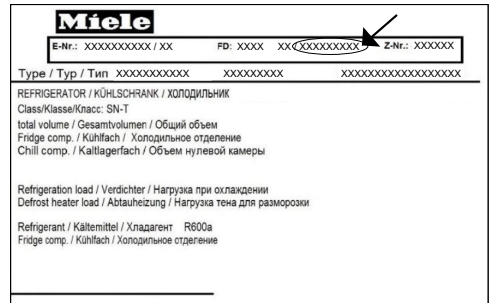 Miele
E-Nr.: XXXXXXXXXX / XX FD: XXXX XX XXXXXXXXX Z-Nr.: XXXXXX
Type / Typ / Тип XXXXXXXXXXX XXXXXXXXX XXXXXXXXXXXXXXXXXX
REFRIGERATOR / KÜHLSCHRANK / ХОЛОДИЛЬНИК
Class/Klasse/Класс: SN-T
total volume / Gesamtvolumen / Общий объем
Fridge comp. / Kühlfach / Холодильное отделение
Chill comp. / Kaltlagerfach / Объем нулевой камеры
Refrigeration load / Verdichter / Нагрузка при охлаждении
Defrost heater load / Abtauheizung / Нагрузка тена для разморозки
Refrigerant / Kältemittel / Хладагент R600a
Fridge comp. / Kühlfach / Холодильное отделение